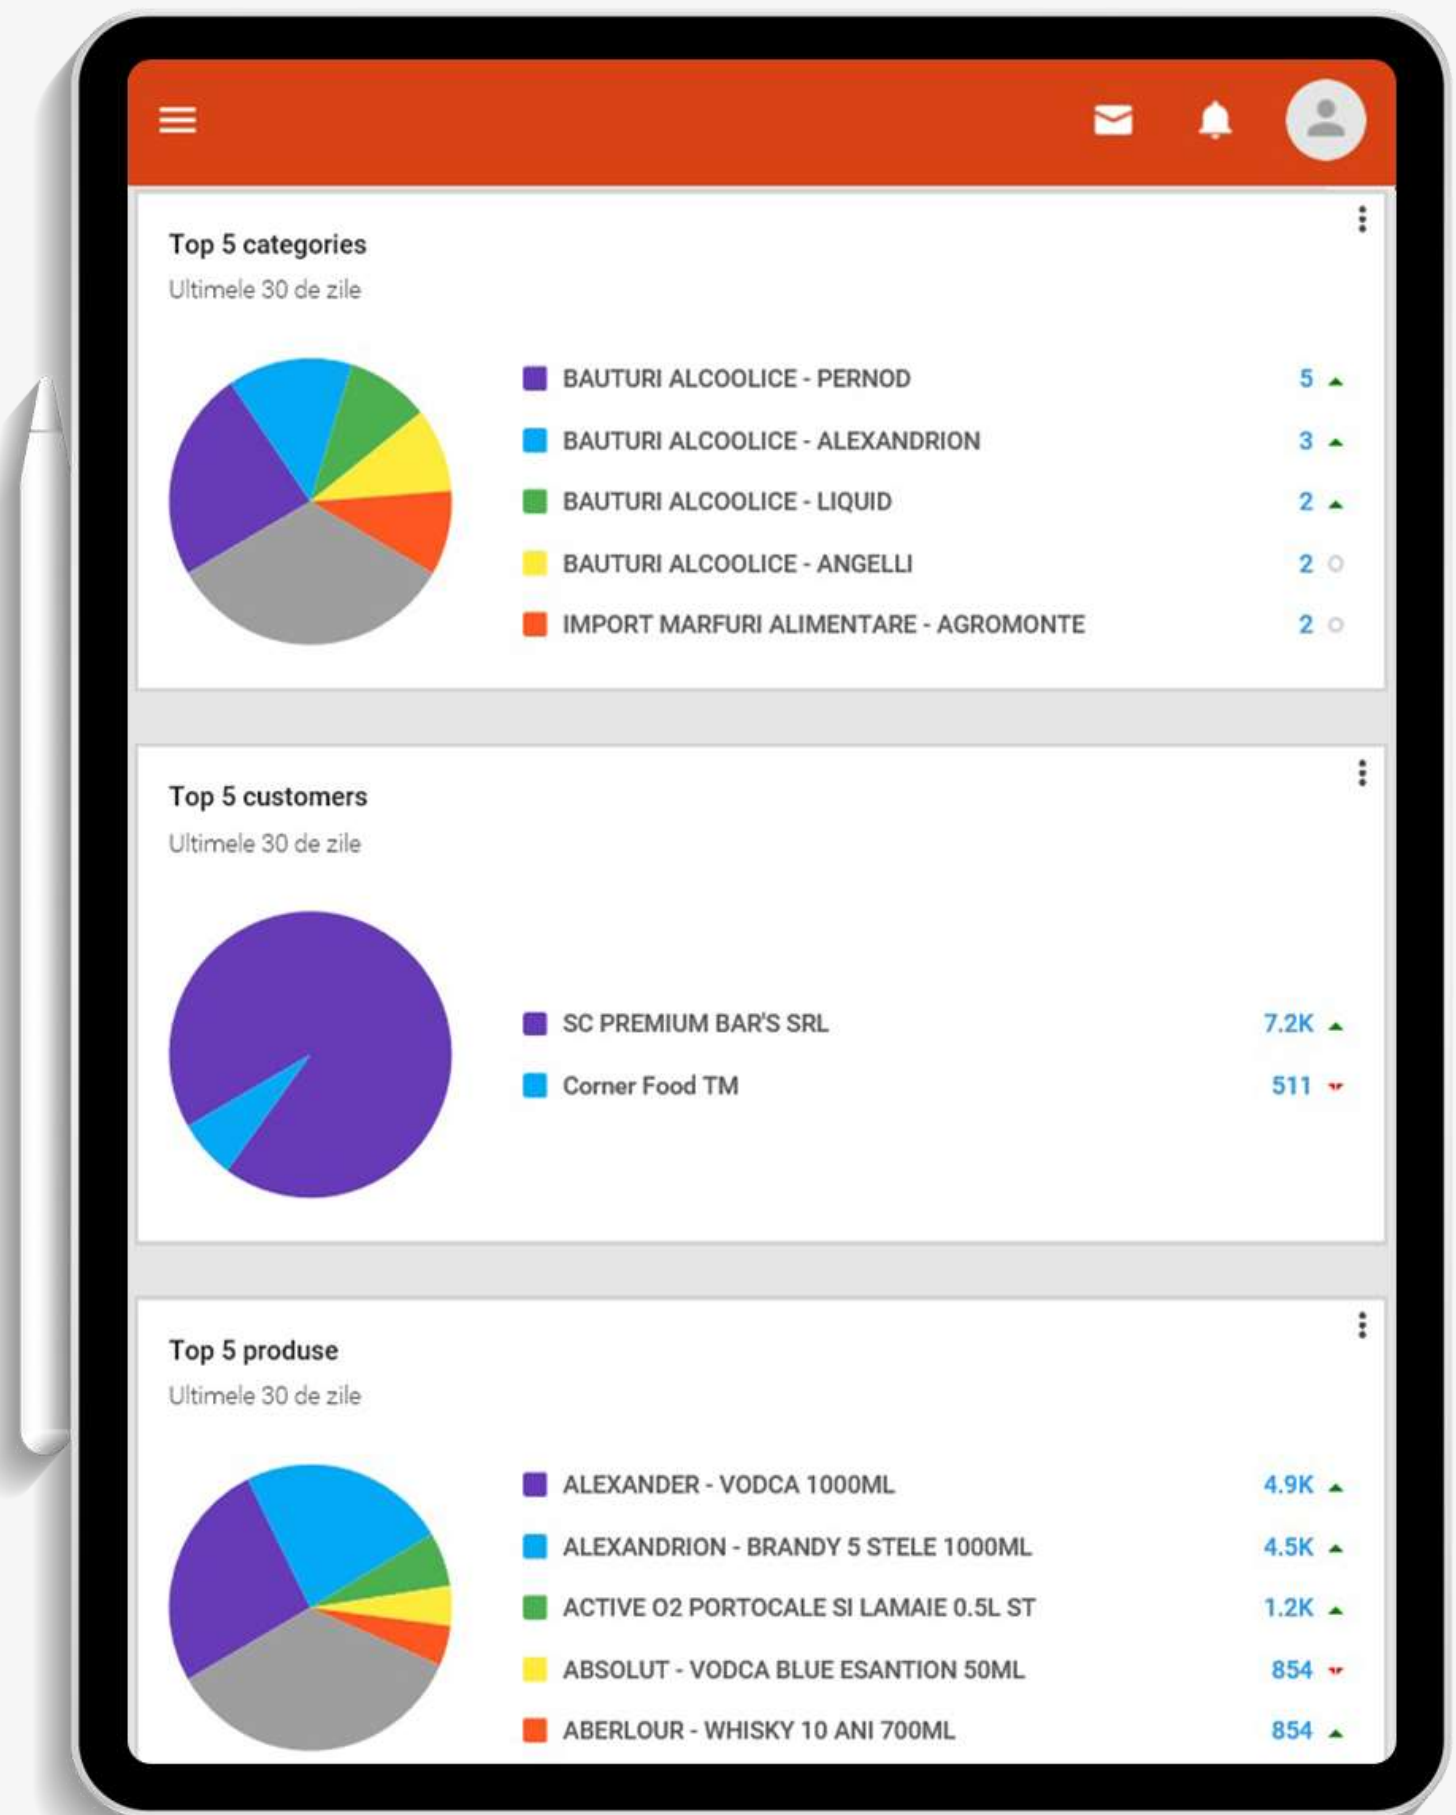 Top 5 categories
Ultimele 30 de zile
BAUTURI ALCOOLICE - PERNOD 5
BAUTURI ALCOOLICE - ALEXANDRION 3
BAUTURI ALCOOLICE - LIQUID 2
BAUTURI ALCOOLICE - ANGELLI 2
IMPORT MARFURI ALIMENTARE - AGROMONTE 2
Top 5 customers
Ultimele 30 de zile
SC PREMIUM BAR'S SRL 7.2K
Corner Food TM 511
Top 5 produse
Ultimele 30 de zile
ALEXANDER - VODCA 1000ML 4.9K
ALEXANDRION - BRANDY 5 STELE 1000ML 4.5K
ACTIVE O2 PORTOCALE SI LAMAIE 0.5L ST 1.2K
ABSOLUT - VODCA BLUE ESANTION 50ML 854
ABERLOUR - WHISKY 10 ANI 700ML 854